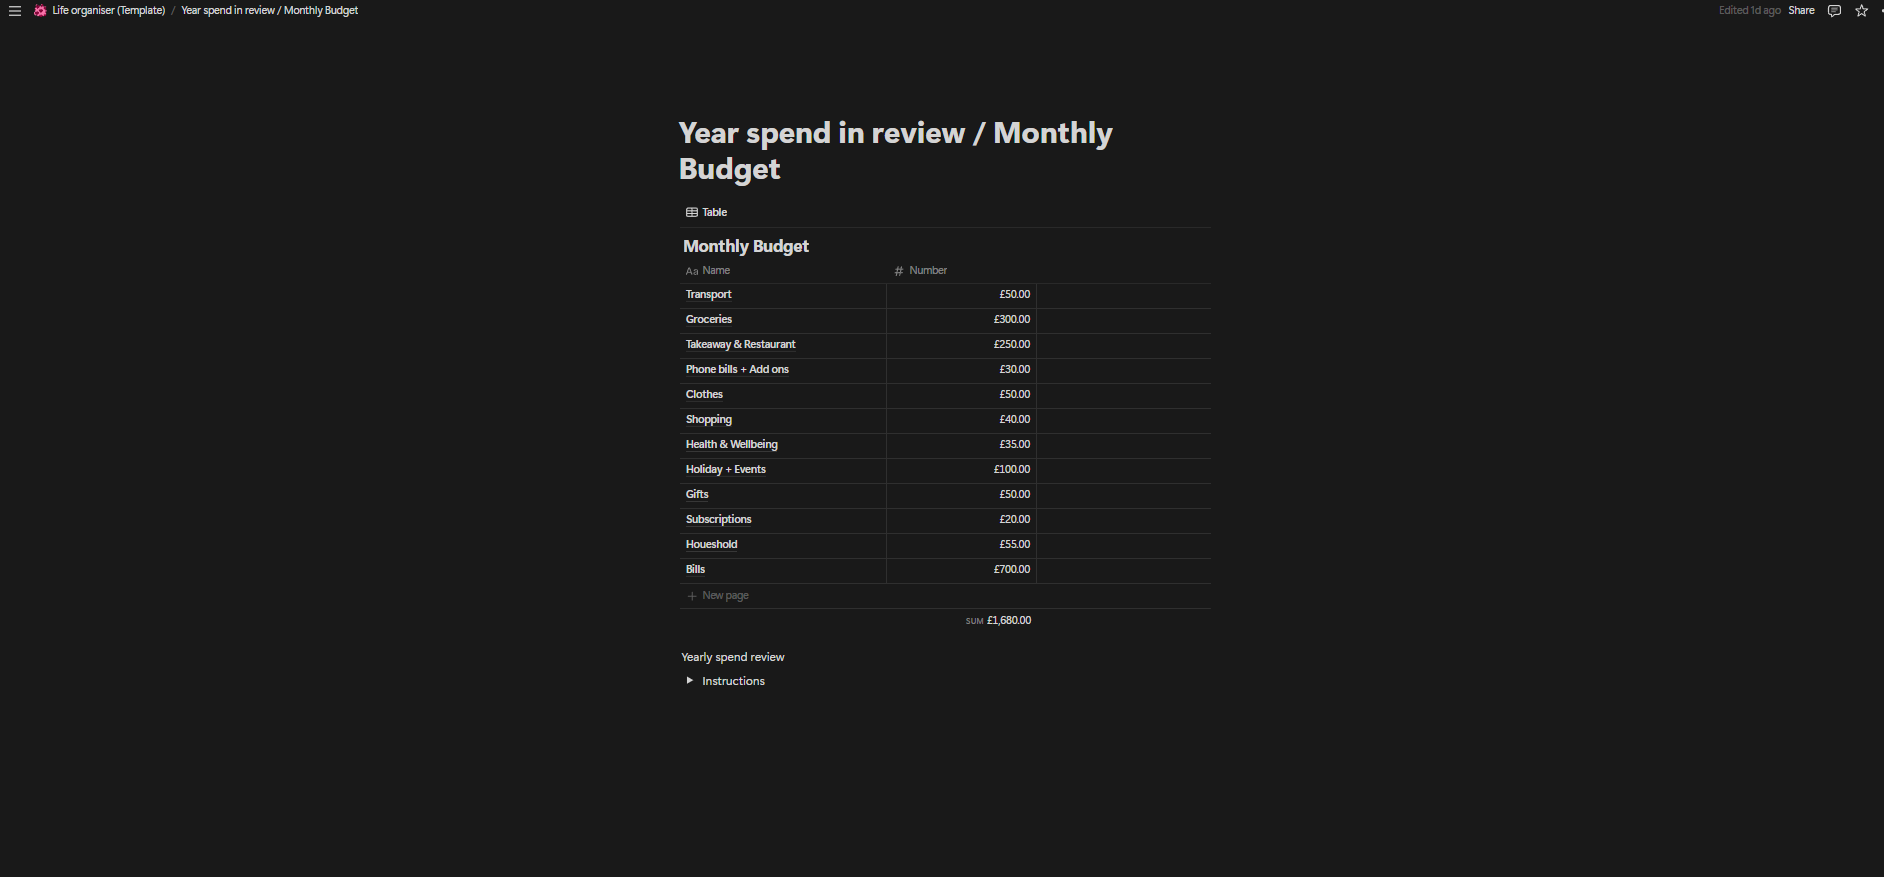 Life organiser (Template) / Year spend in review / Monthly Budget
Edited 1d ago Share
Year spend in review / Monthly
Budget
Table
Monthly Budget
Aa Name # Number
Transport £50.00
Groceries £300.00
Takeaway & Restaurant £250.00
Phone bills + Add ons £30.00
Clothes £50.00
Shopping £40.00
Health & Wellbeing £35.00
Holiday + Events £100.00
Gifts £50.00
Subscriptions £20.00
Houeshold £55.00
Bills £700.00
+ New page
SUM £1,680.00
Yearly spend review
Instructions